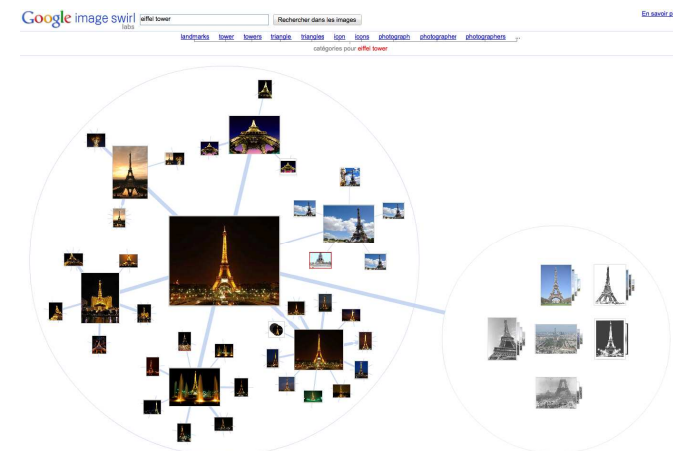 Google image swirl
labs
eiffel tower
Rechercher dans les images
En savoir p
landmarks tower towers triangle triangles icon icons photograph photographer photographers
catégories pour eiffel tower